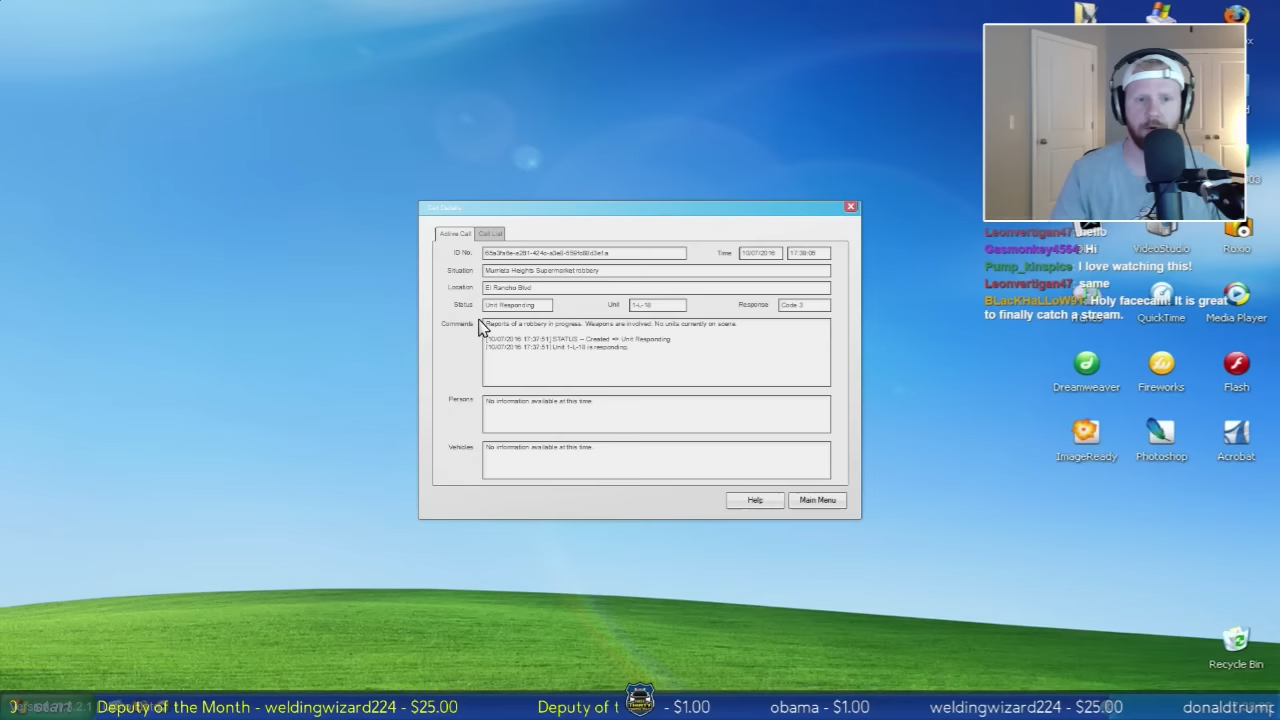 Call Details
Active Call
Call List
ID No.
Time
10/07/2016
17:38:05
Situation
Murrieta Heights Supermarket robbery
Location
El Rancho Blvd
Status
Unit Responding
Unit
1-L-18
Response
Code 3
Comments
Reports of a robbery in progress. Weapons are involved. No units currently on scene.
[10/07/2016 17:37:51] STATUS -- Created => Unit Responding
[10/07/2016 17:37:51] Unit 1-L-18 is responding.
Persons
No information available at this time
Vehicles
No information available at this time.
Help
Main Menu
Leonvertigan47 hello
Gasmonkey4564 Hi
Pump_kinspice I love watching this!
Leonvertigan47 same
BLacKHaLLoW91: Holy facecam! It is great
to finally catch a stream.
VideoStudio
Roxio
iTunes
QuickTime
Media Player
Dreamweaver
Fireworks
Flash
ImageReady
Photoshop
Acrobat
Recycle Bin
start
Deputy of the Month - weldingwizard224 - $25.00
Deputy of t
- $1.00
obama - $1.00
weldingwizard224 - $25.00
donaldtrump